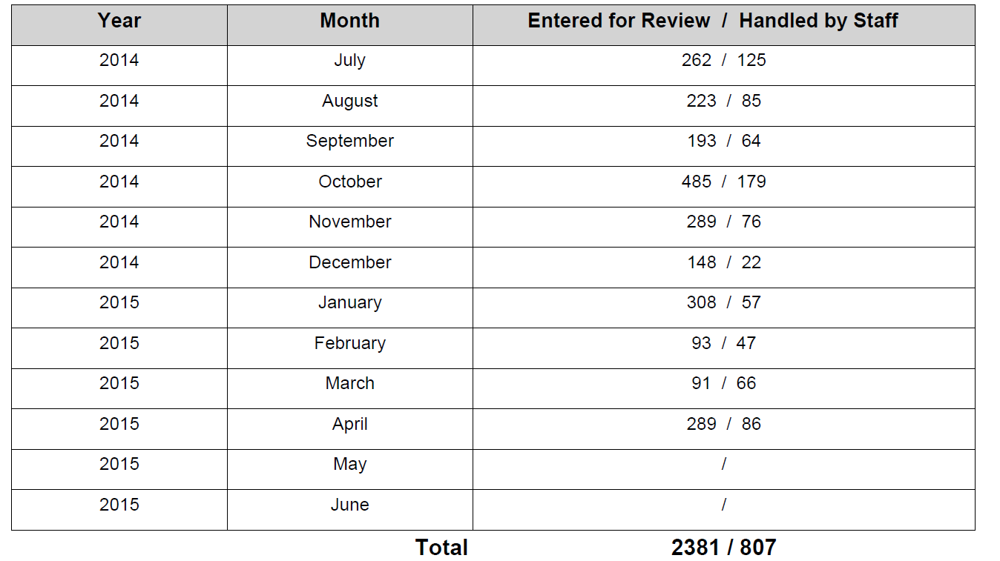 Year Month Entered for Review / Handled by Staff
2014 July 262 / 125
2014 August 223 / 85
2014 September 193 / 64
2014 October 485 / 179
2014 November 289 / 76
2014 December 148 / 22
2015 January 308 / 57
2015 February 93 / 47
2015 March 91 / 66
2015 April 289 / 86
2015 May /
2015 June /
Total 2381 / 807